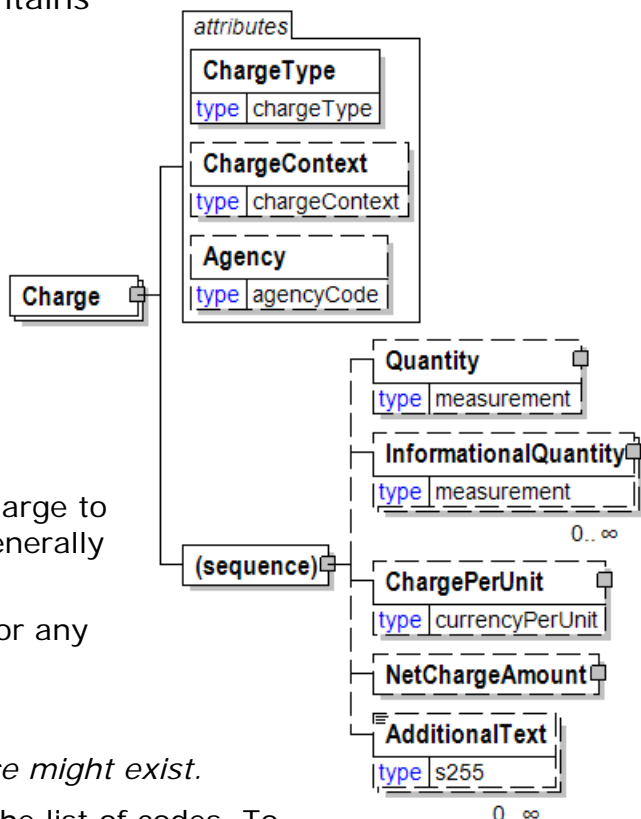 ntains
attributes
ChargeType
type chargeType
ChargeContext
type chargeContext
Agency
type agencyCode
Charge
Quantity
type measurement
InformationalQuantity
type measurement
0.. ∞
arge to
enerally
(sequence)
ChargePerUnit
type currencyPerUnit
or any
NetChargeAmount
AdditionalText
type s255
0.. ∞
e might exist.
he list of codes. To